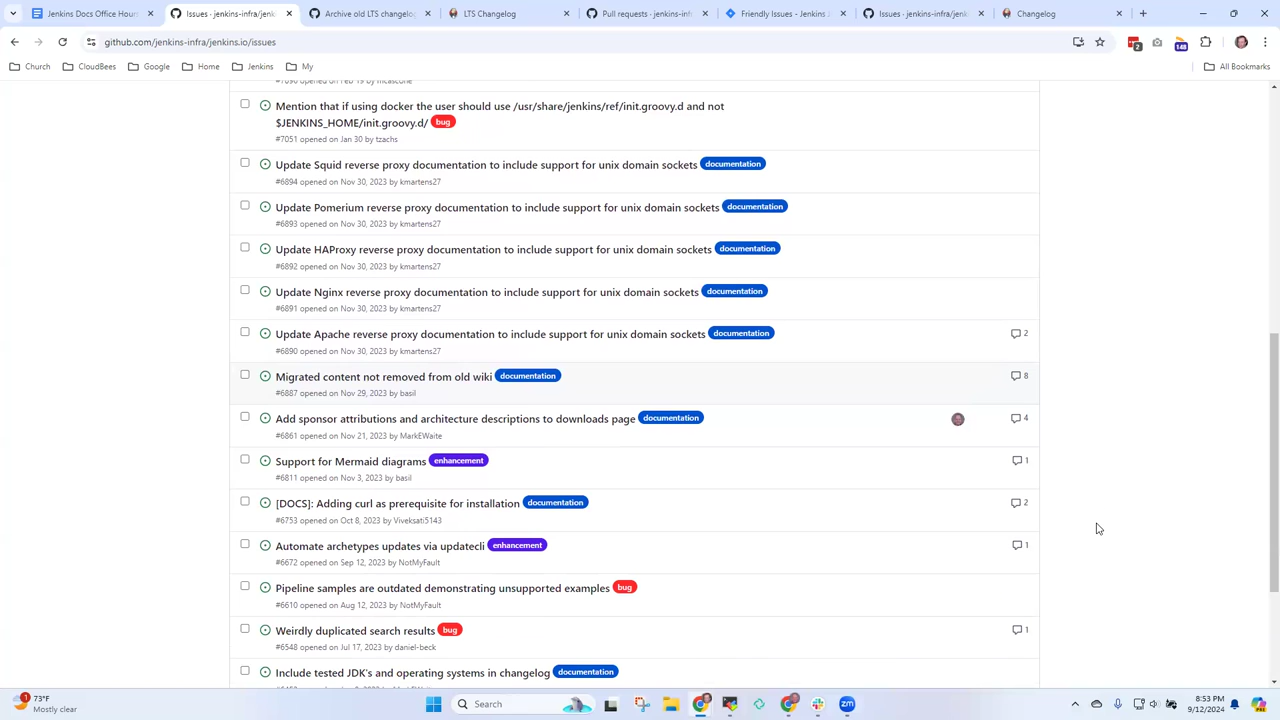 Jenkins Docs Office Hour
Issues · jenkins-infra/jenk
Archive old LTS changelog
LTS Changelog
Pull requests · jenkins-infra
Friendly Issues - jenkins
Issues · jenkins-infra/jenk
Changelog
github.com/jenkins-infra/jenkins.io/issues
2
148
Church
CloudBees
Google
Home
Jenkins
My
All Bookmarks
Mention that if using docker the user should use /usr/share/jenkins/ref/init.groovy.d and not
$JENKINS_HOME/init.groovy.d/ bug
#7051 opened on Jan 30 by tzachs
Update Squid reverse proxy documentation to include support for unix domain sockets documentation
#6894 opened on Nov 30, 2023 by kmartens27
Update Pomerium reverse proxy documentation to include support for unix domain sockets documentation
#6893 opened on Nov 30, 2023 by kmartens27
Update HAProxy reverse proxy documentation to include support for unix domain sockets documentation
#6892 opened on Nov 30, 2023 by kmartens27
Update Nginx reverse proxy documentation to include support for unix domain sockets documentation
#6891 opened on Nov 30, 2023 by kmartens27
Update Apache reverse proxy documentation to include support for unix domain sockets documentation 2
#6890 opened on Nov 30, 2023 by kmartens27
Migrated content not removed from old wiki documentation 8
#6887 opened on Nov 29, 2023 by basil
Add sponsor attributions and architecture descriptions to downloads page documentation 4
#6861 opened on Nov 21, 2023 by MarkEWaite
Support for Mermaid diagrams enhancement 1
#6811 opened on Nov 3, 2023 by basil
[DOCS]: Adding curl as prerequisite for installation documentation 2
#6753 opened on Oct 8, 2023 by Viveksati5143
Automate archetypes updates via updatecli enhancement 1
#6672 opened on Sep 12, 2023 by NotMyFault
Pipeline samples are outdated demonstrating unsupported examples bug
#6610 opened on Aug 12, 2023 by NotMyFault
Weirdly duplicated search results bug 1
#6548 opened on Jul 17, 2023 by daniel-beck
Include tested JDK's and operating systems in changelog documentation
1
73°F
Mostly clear
Search
zm
8:53 PM
9/12/2024